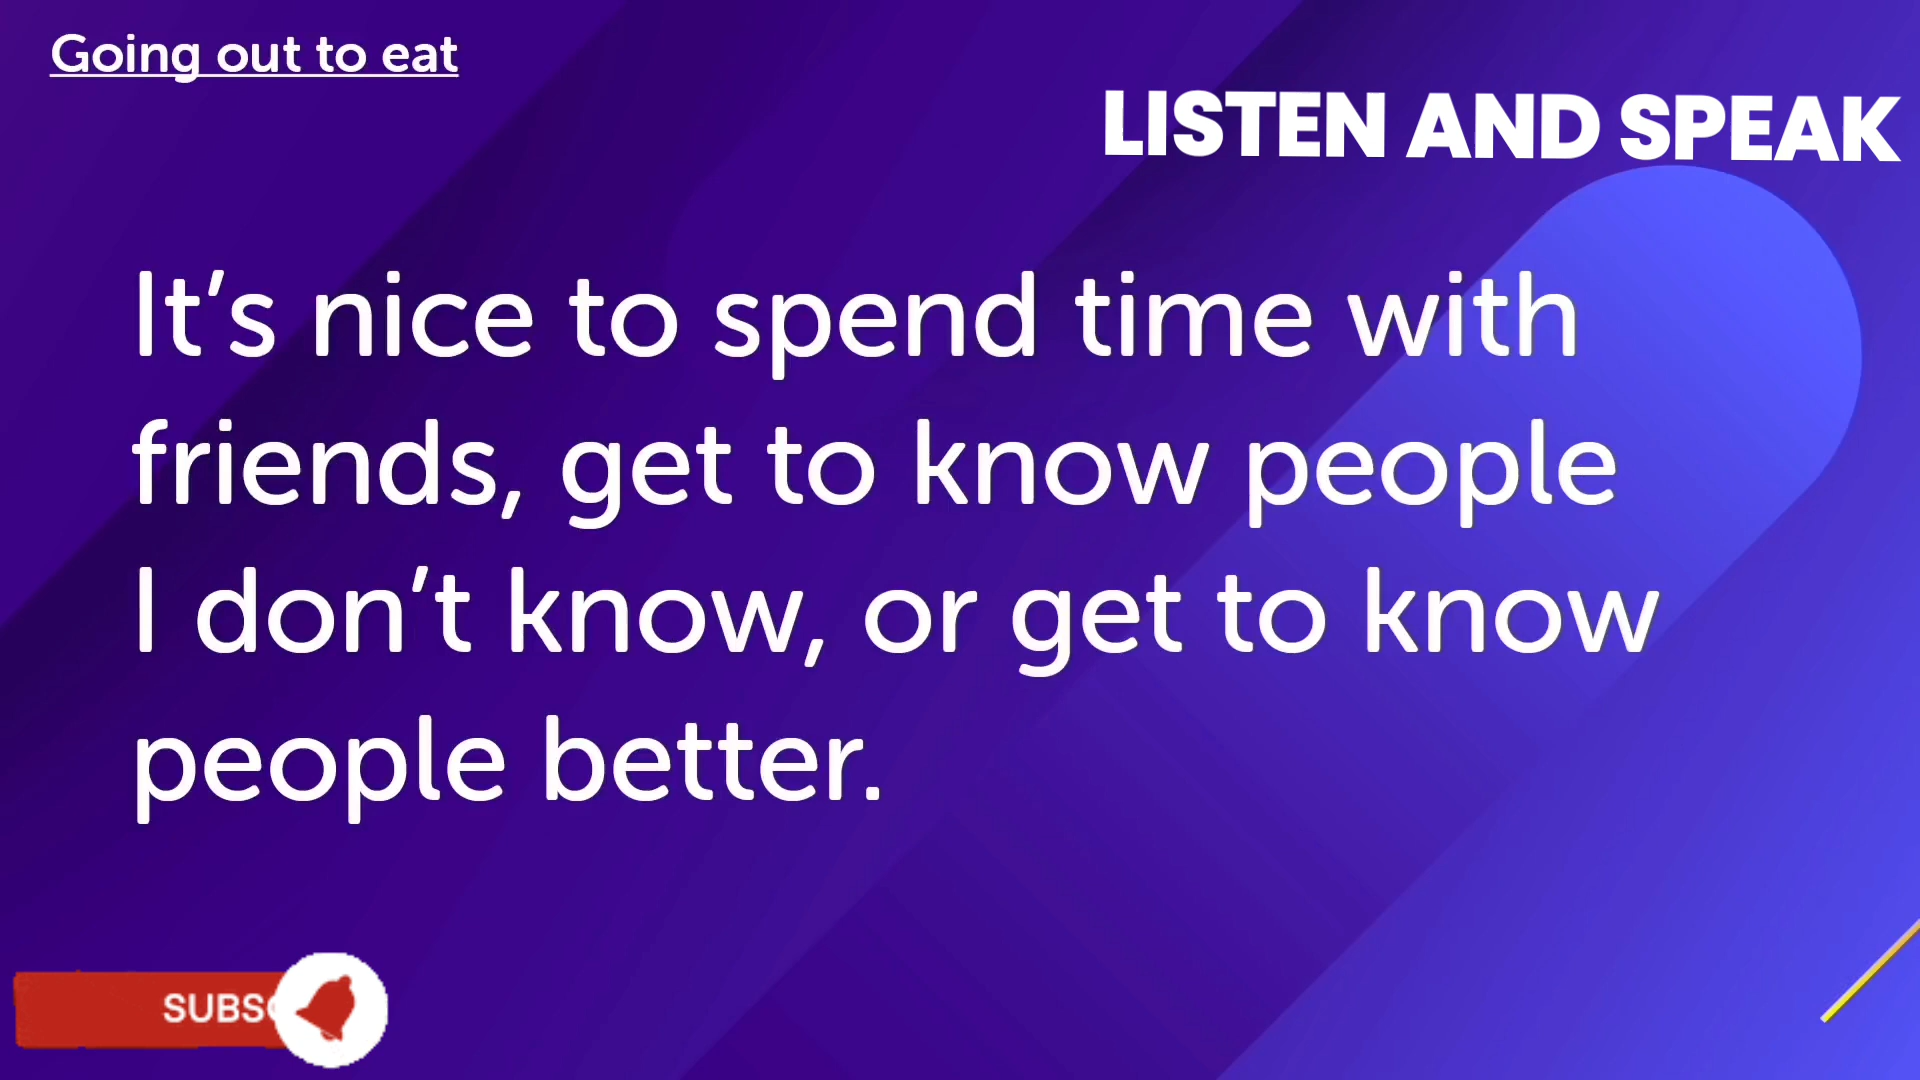 Going out to eat
LISTEN AND SPEAK
It’s nice to spend time with
friends, get to know people
I don’t know, or get to know
people better.